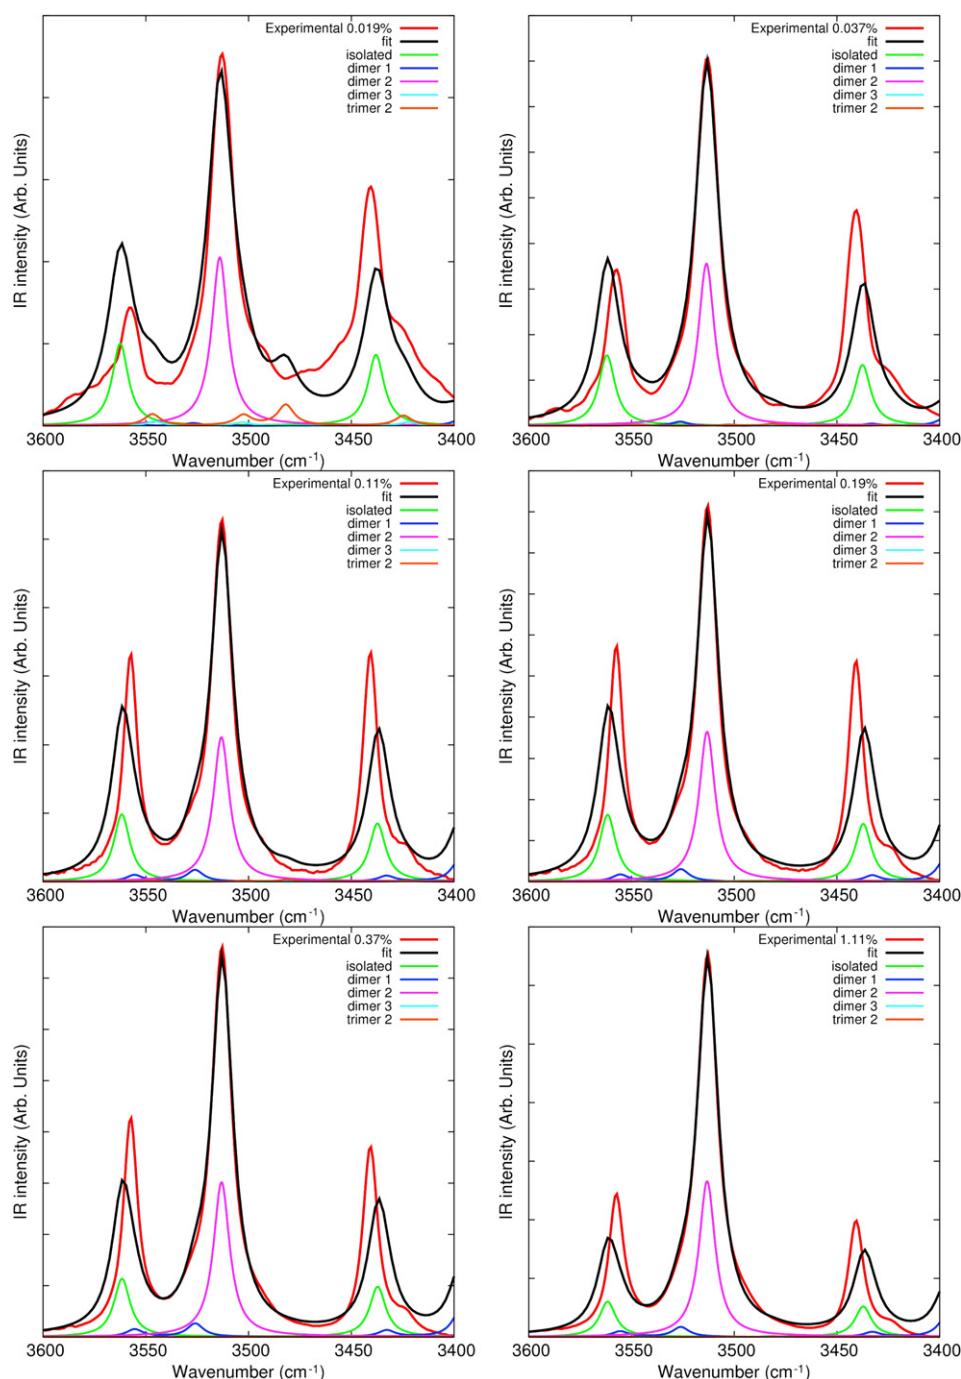 Experimental 0.019%
fit
isolated
dimer 1
dimer 2
dimer 3
trimer 2
IR intensity (Arb. Units)
3600 3550 3500 3450 3400
Wavenumber (cm⁻¹)
Experimental 0.037%
fit
isolated
dimer 1
dimer 2
dimer 3
trimer 2
IR intensity (Arb. Units)
3600 3550 3500 3450 3400
Wavenumber (cm⁻¹)
Experimental 0.11%
fit
isolated
dimer 1
dimer 2
dimer 3
trimer 2
IR intensity (Arb. Units)
3600 3550 3500 3450 3400
Wavenumber (cm⁻¹)
Experimental 0.19%
fit
isolated
dimer 1
dimer 2
dimer 3
trimer 2
IR intensity (Arb. Units)
3600 3550 3500 3450 3400
Wavenumber (cm⁻¹)
Experimental 0.37%
fit
isolated
dimer 1
dimer 2
dimer 3
trimer 2
IR intensity (Arb. Units)
3600 3550 3500 3450 3400
Wavenumber (cm⁻¹)
Experimental 1.11%
fit
isolated
dimer 1
dimer 2
dimer 3
trimer 2
IR intensity (Arb. Units)
3600 3550 3500 3450 3400
Wavenumber (cm⁻¹)